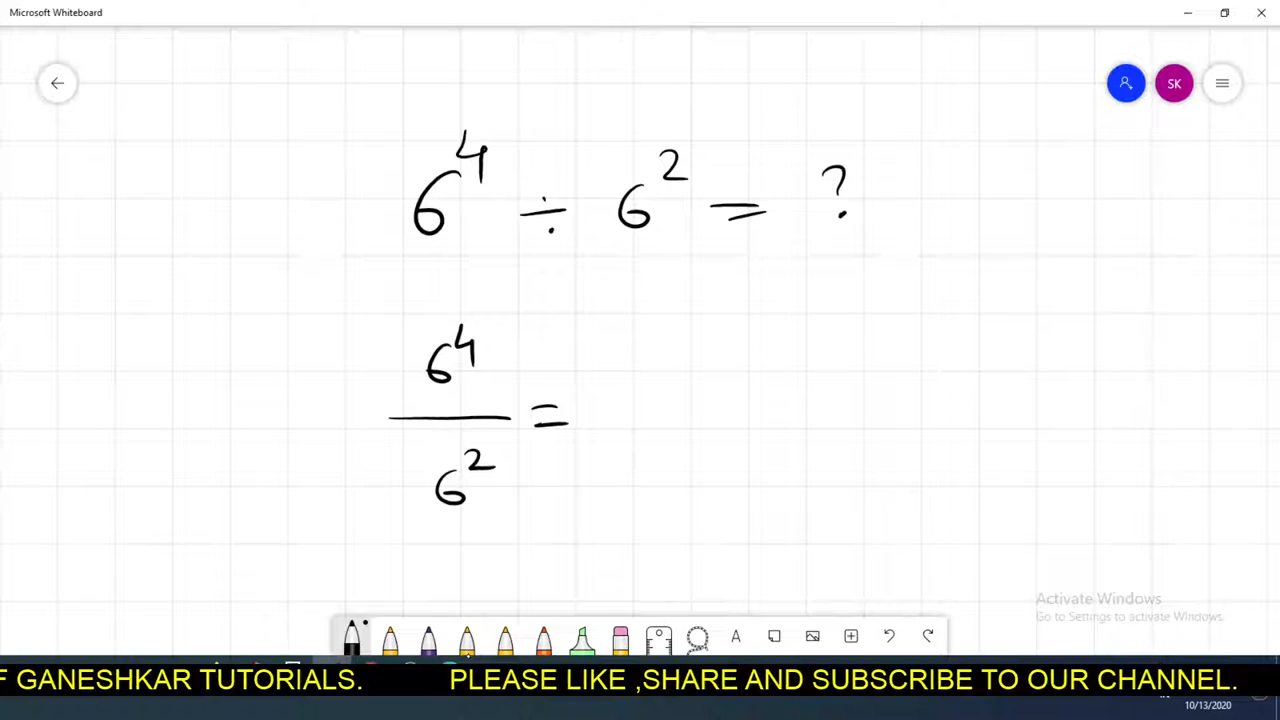 Microsoft Whiteboard
SK
6⁴ ÷ 6² = ?
6⁴
6²
=
Activate Windows
Go to Settings to activate Windows.
A
F GANESHKAR TUTORIALS. PLEASE LIKE ,SHARE AND SUBSCRIBE TO OUR CHANNEL.
10/13/2020